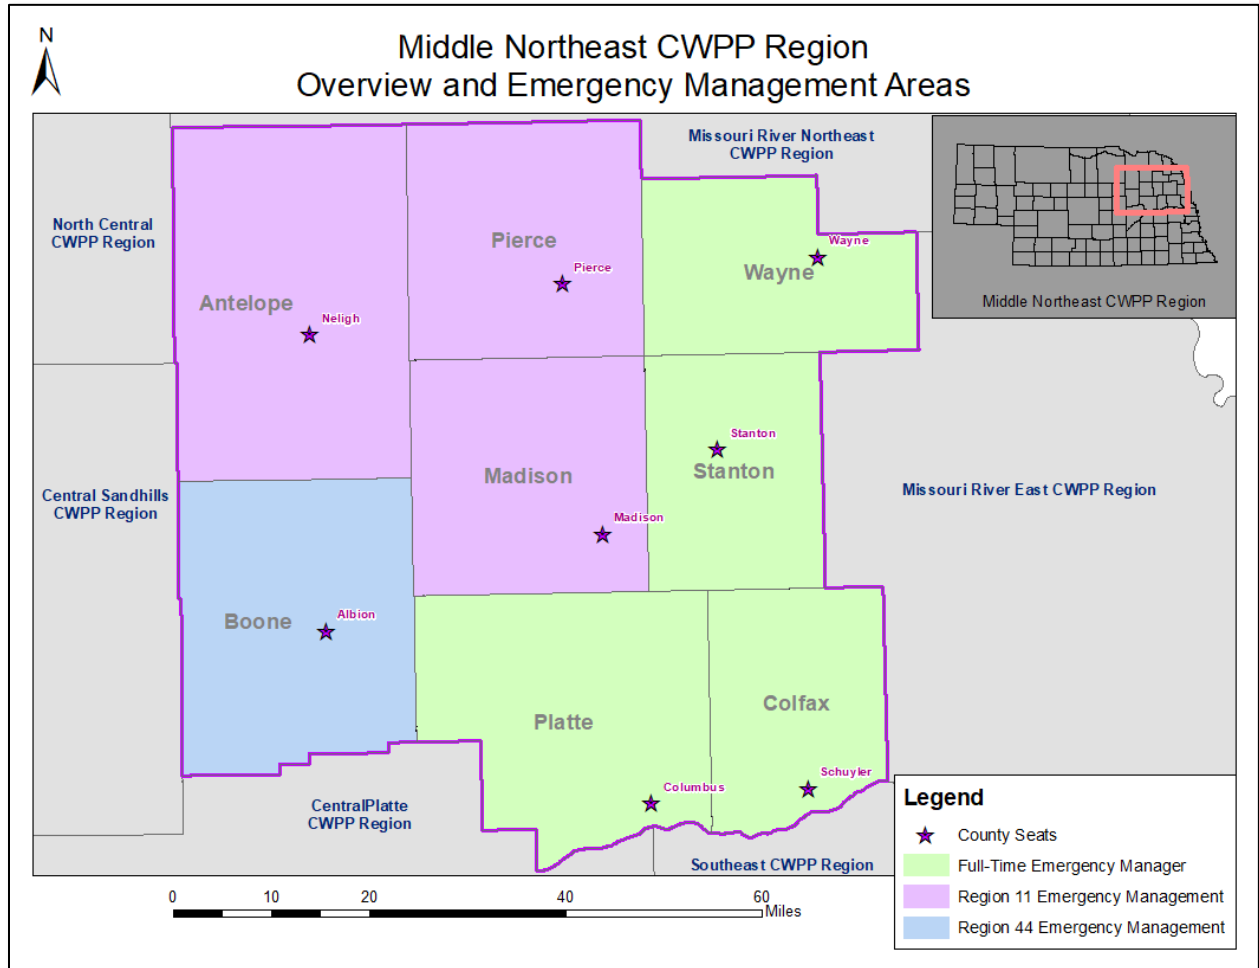 N
Middle Northeast CWPP Region
Overview and Emergency Management Areas
Missouri River Northeast
CWPP Region
North Central
CWPP Region
Middle Northeast CWPP Region
Pierce
Pierce
Wayne
Wayne
Antelope
Neligh
Stanton
Stanton
Madison
Madison
Central Sandhills
CWPP Region
Missouri River East CWPP Region
Boone
Albion
Platte
Colfax
Columbus
Schuyler
CentralPlatte
CWPP Region
Southeast CWPP Region
Legend
County Seats
Full-Time Emergency Manager
Region 11 Emergency Management
Region 44 Emergency Management
0 10 20 40 60
Miles